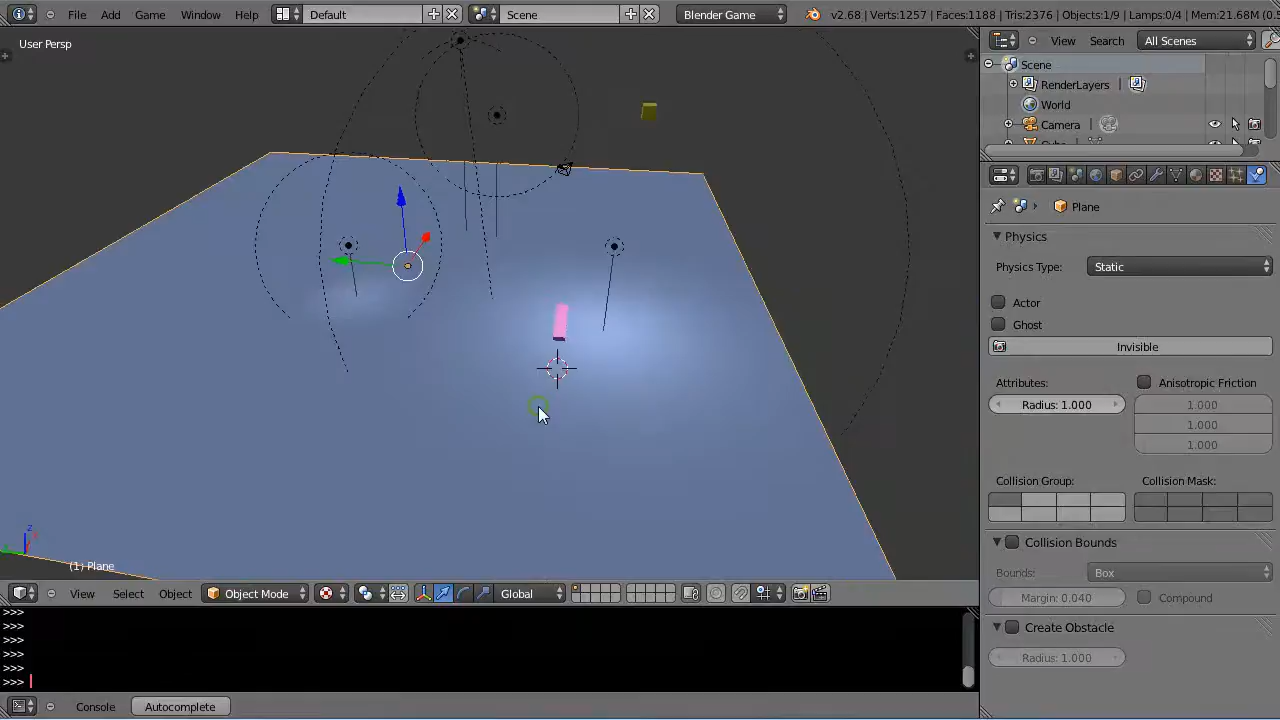 File Add Game Window Help Default Scene Blender Game v2.68 | Verts:1257 | Faces:1188 | Tris:2376 | Objects:1/9 | Lamps:0/4 | Mem:21.68M (0.5
User Persp
View Search All Scenes
Scene
RenderLayers
World
Camera
Plane
Physics
Physics Type: Static
Actor
Ghost
Invisible
Attributes: Anisotropic Friction
Radius: 1.000 1.000
1.000
1.000
Collision Group: Collision Mask:
Collision Bounds
Bounds: Box
Margin: 0.040 Compound
Create Obstacle
Radius: 1.000
z
(1) Plane
View Select Object Object Mode Global
>>>
>>>
>>>
>>>
>>>
>>>
Console Autocomplete